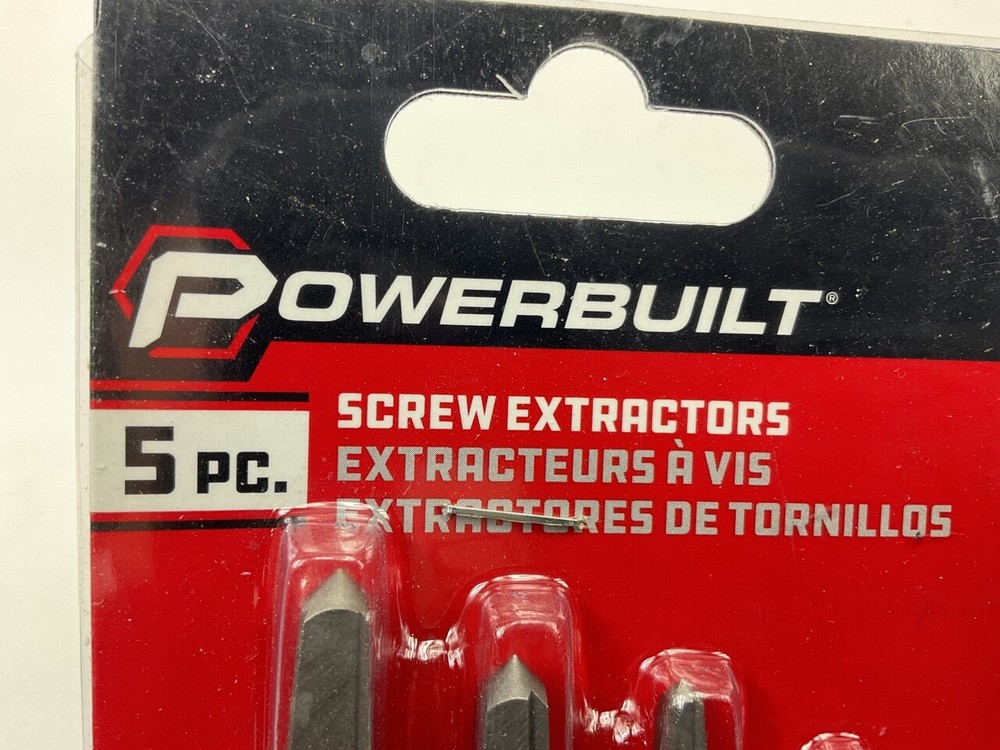 POWERBUILT®
5 PC.
SCREW EXTRACTORS
EXTRACTEURS À VIS
EXTRACTORES DE TORNILLOS